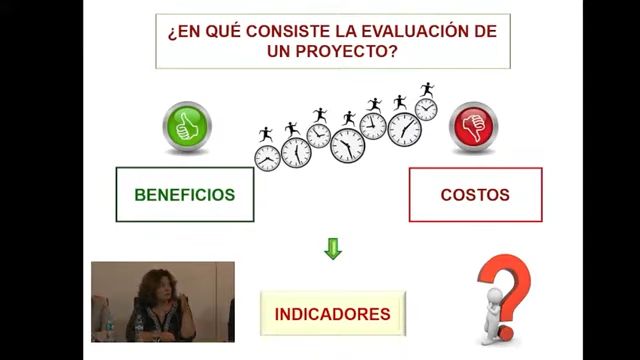 ¿EN QUÉ CONSISTE LA EVALUACIÓN DE
UN PROYECTO?
BENEFICIOS
COSTOS
INDICADORES